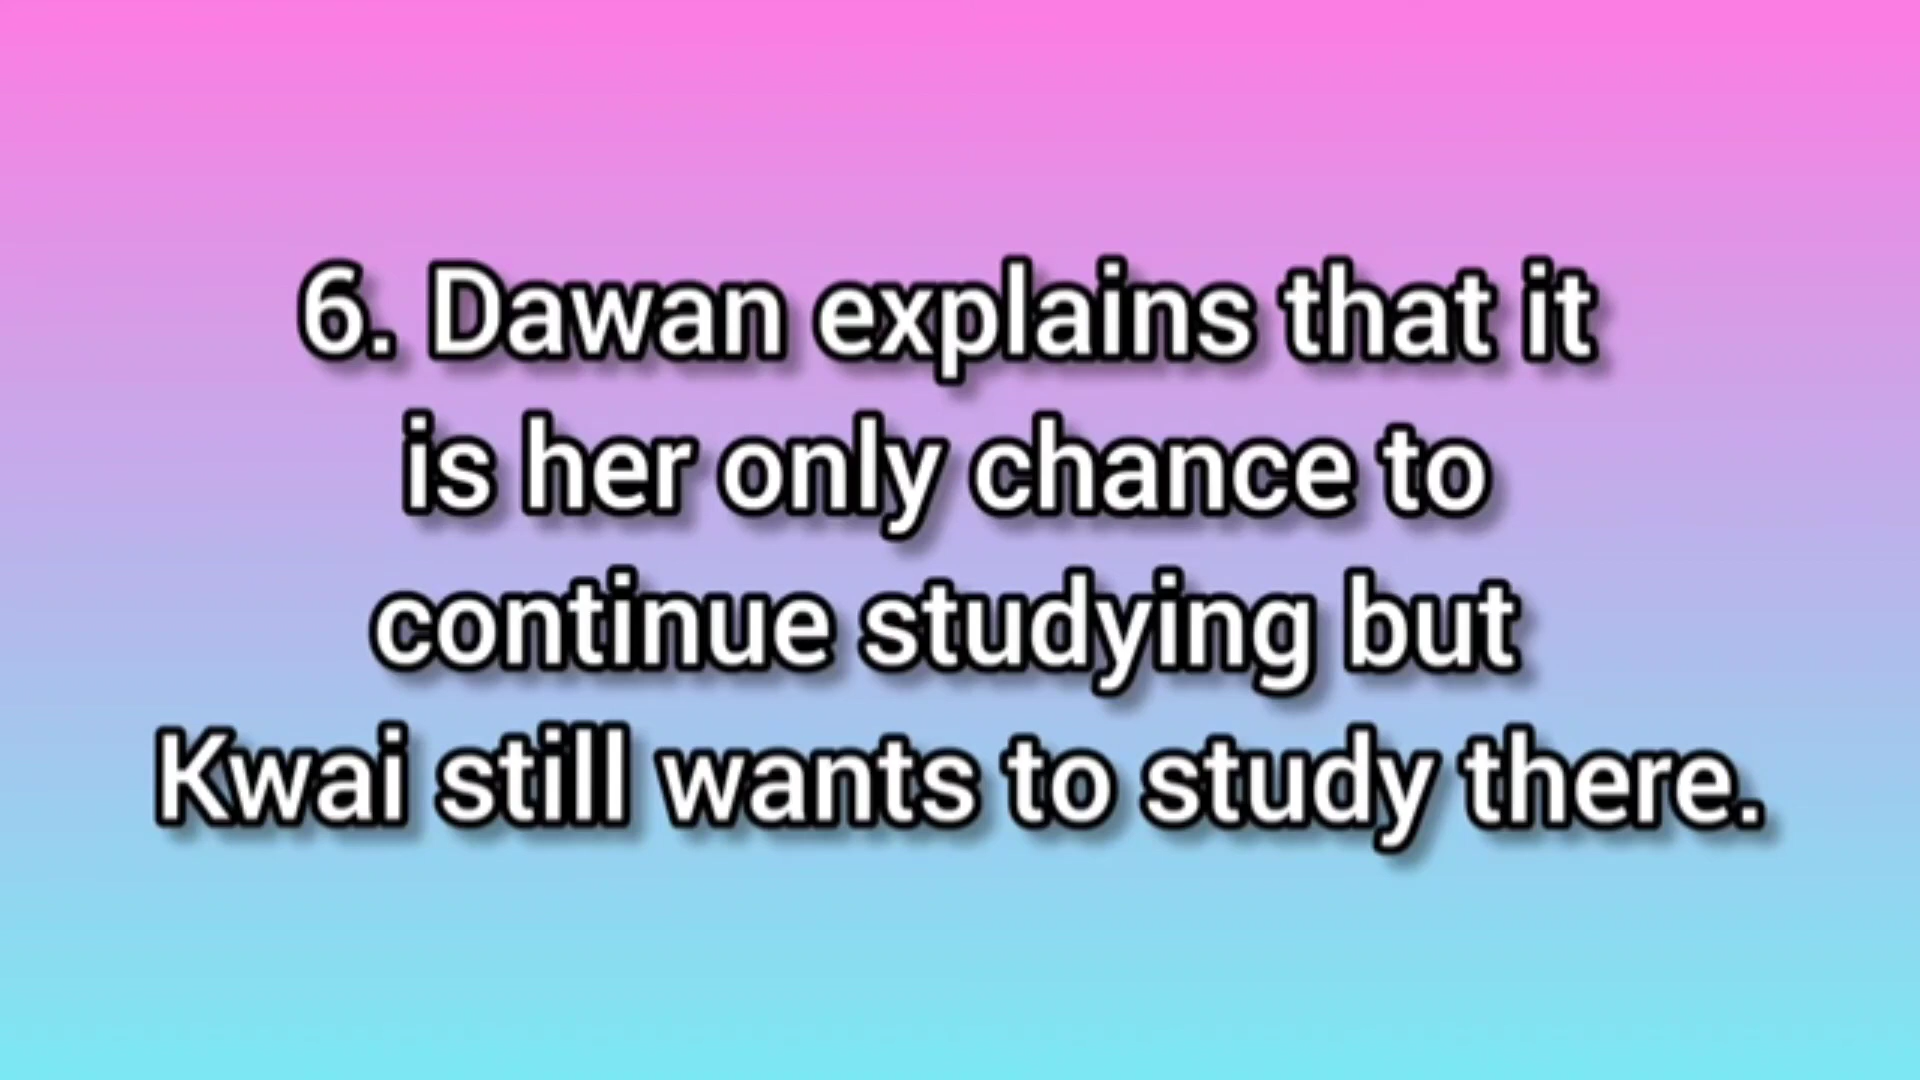 6. Dawan explains that it
is her only chance to
continue studying but
Kwai still wants to study there.